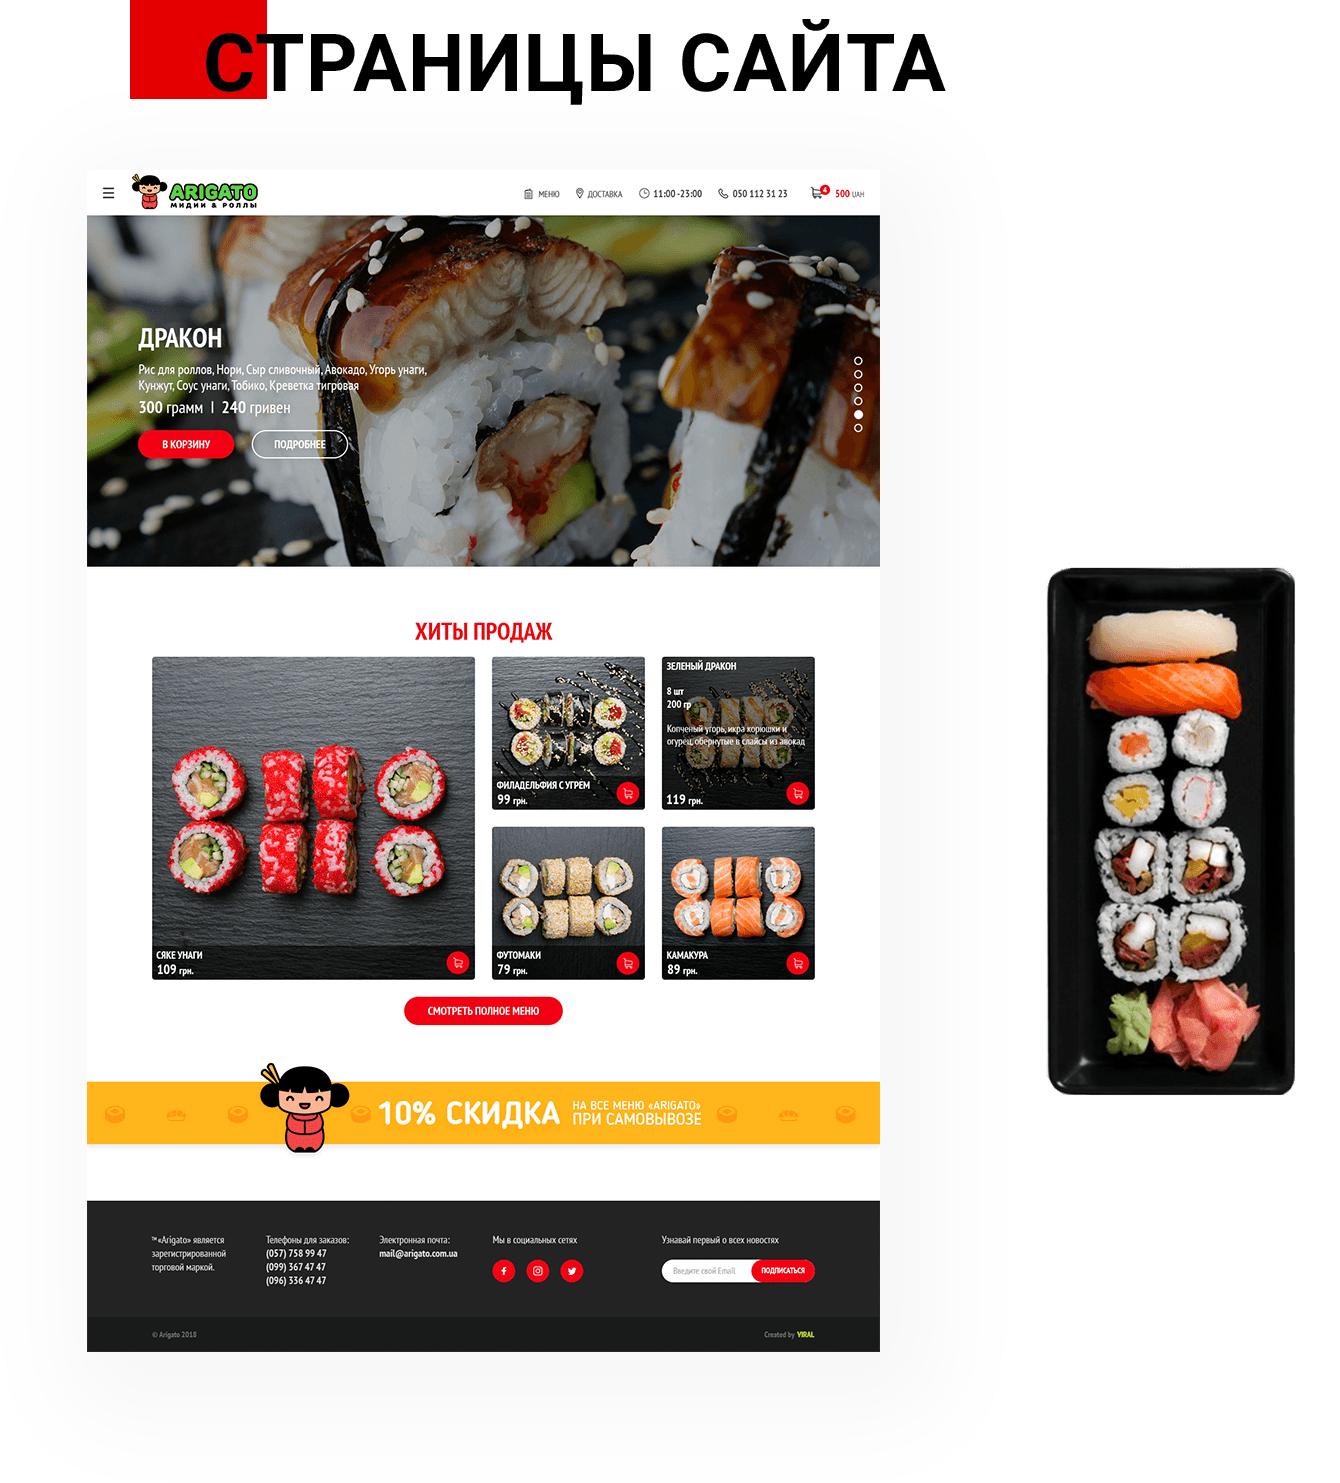 СТРАНИЦЫ САЙТА
ARIGATO
МИДИИ & РОЛЛЫ
МЕНЮ
ДОСТАВКА
11:00 -23:00
050 112 31 23
4
500 UAH
ДРАКОН
Рис для роллов, Нори, Сыр сливочный, Авокадо, Угорь унаги,
Кунжут, Соус унаги, Тобико, Креветка тигровая
300 грамм | 240 гривен
В КОРЗИНУ
ПОДРОБНЕЕ
ХИТЫ ПРОДАЖ
СЯКЕ УНАГИ
109 грн.
ФИЛАДЕЛЬФИЯ С УГРЕМ
99 грн.
ЗЕЛЕНЫЙ ДРАКОН
8 шт
200 гр
Копченый угорь, икра корюшки и
огурец, обернутые в слайсы из авокад
119 грн.
ФУТОМАКИ
79 грн.
КАМАКУРА
89 грн.
СМОТРЕТЬ ПОЛНОЕ МЕНЮ
10% СКИДКА
НА ВСЕ МЕНЮ «ARIGATO»
ПРИ САМОВЫВОЗЕ
™«Arigato» является
зарегистрированной
торговой маркой.
Телефоны для заказов:
(057) 758 99 47
(099) 367 47 47
(096) 336 47 47
Электронная почта:
mail@arigato.com.ua
Мы в социальных сетях
Узнавай первый о всех новостях
Введите свой Email
ПОДПИСАТЬСЯ
© Arigato 2018
Created by VIRAL